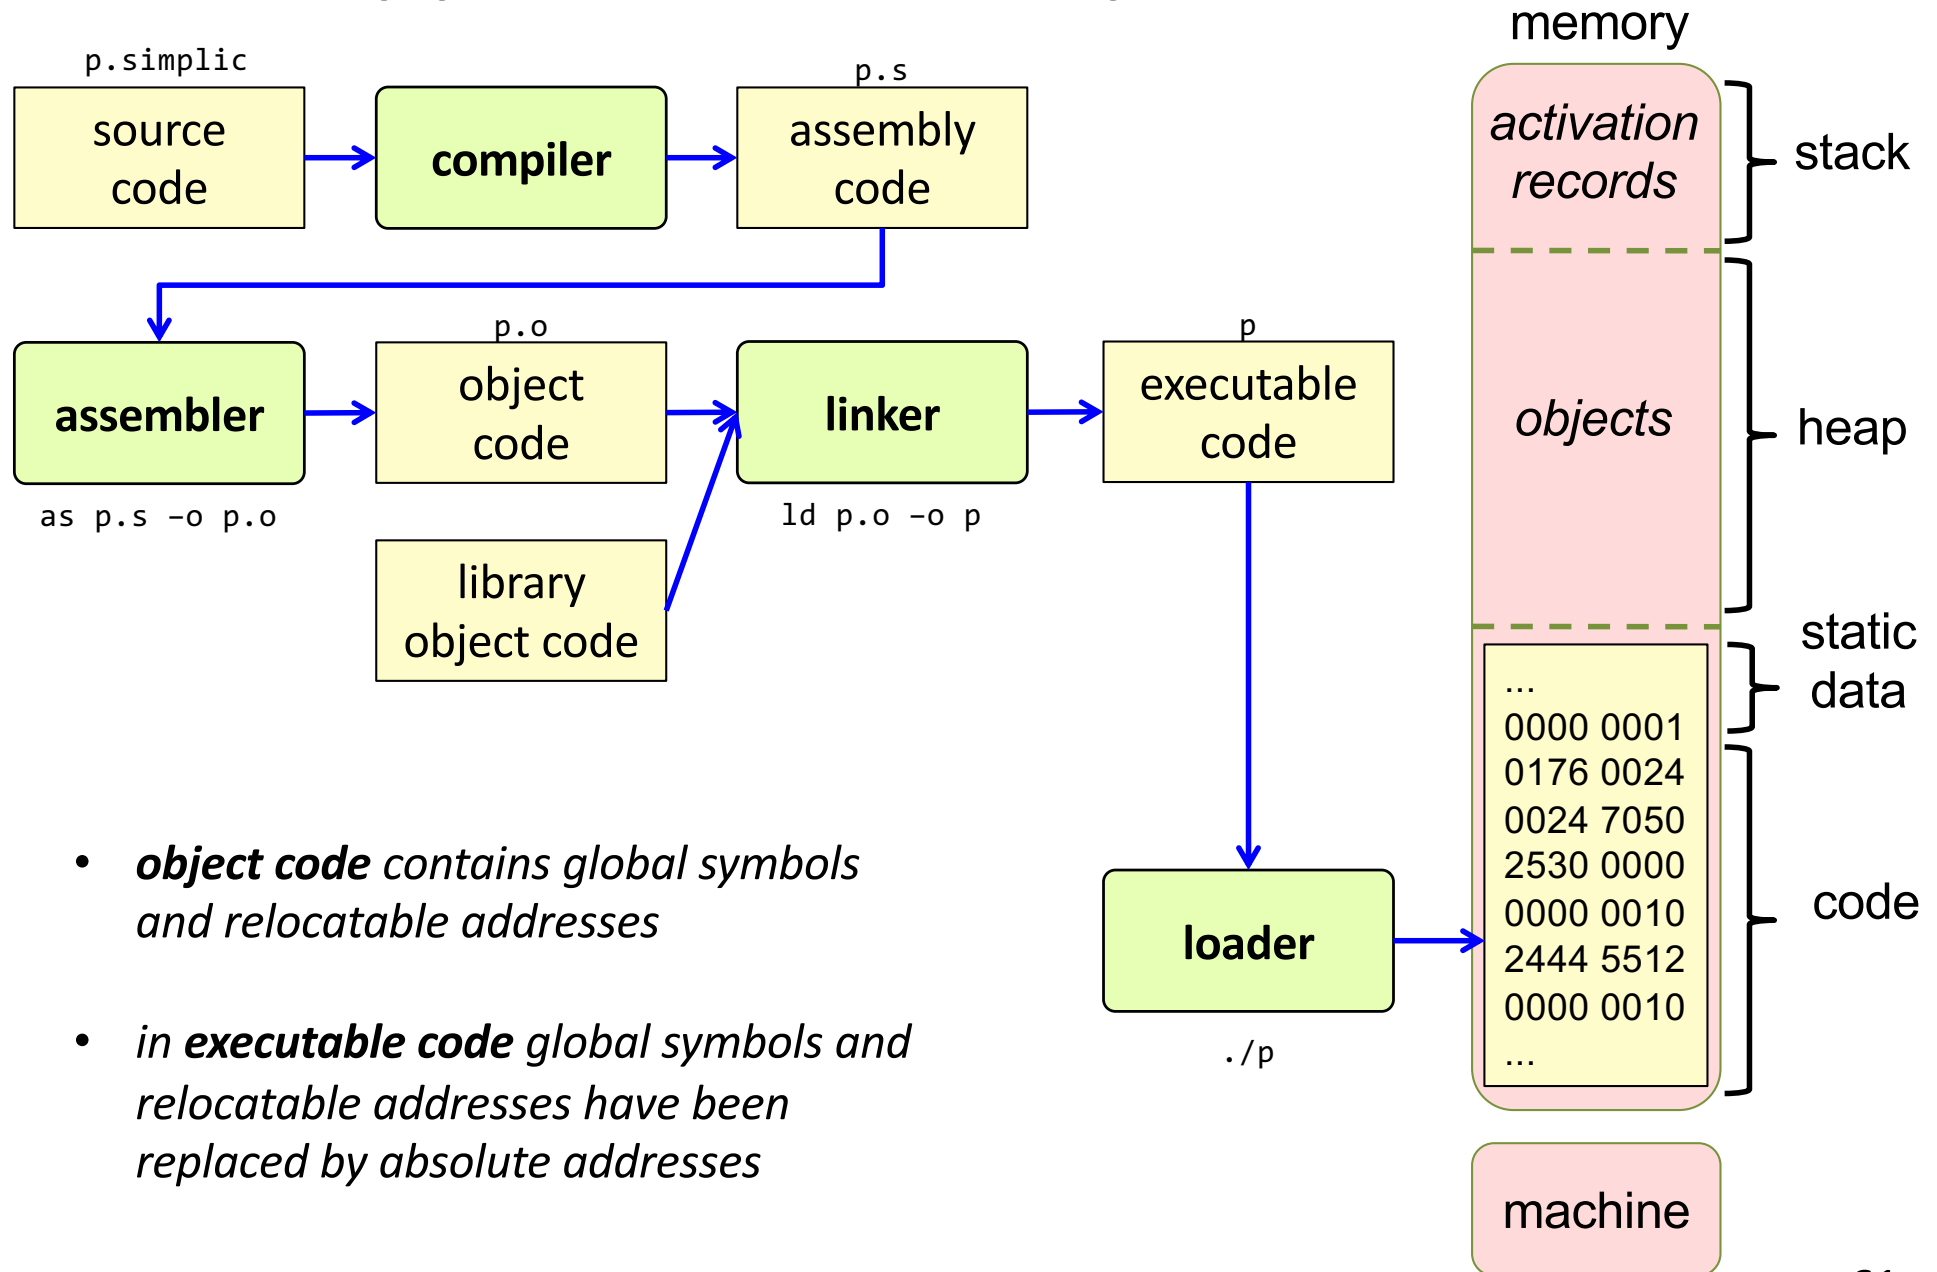 memory
p.simplic
source
code
compiler
p.s
assembly
code
activation
records
stack
assembler
as p.s –o p.o
p.o
object
code
library
object code
linker
ld p.o –o p
p
executable
code
objects
heap
static
data
...
0000 0001
0176 0024
0024 7050
2530 0000
0000 0010
2444 5512
0000 0010
...
code
loader
./p
• object code contains global symbols
and relocatable addresses
• in executable code global symbols and
relocatable addresses have been
replaced by absolute addresses
machine